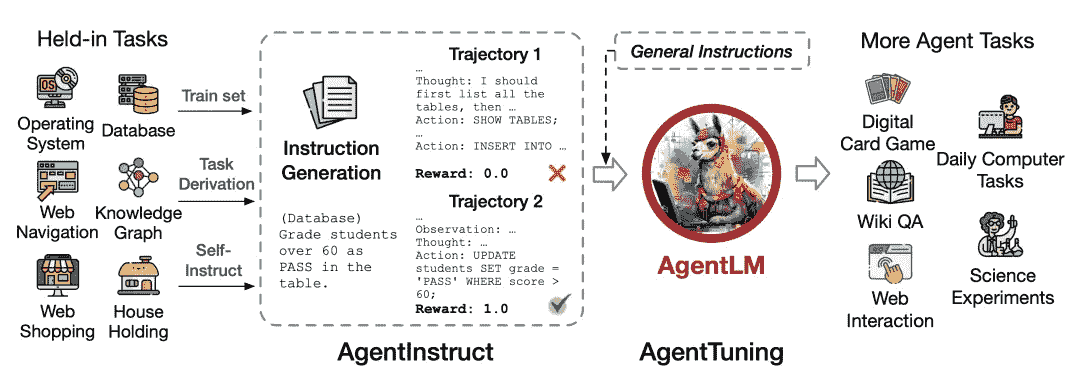 Held-in Tasks
OS
Operating
System
Database
Web
Navigation
Knowledge
Graph
Web
Shopping
House
Holding
Train set
Task
Derivation
Self-
Instruct
Instruction
Generation
(Database)
Grade students
over 60 as
PASS in the
table.
Trajectory 1
…
Thought: I should
first list all the
tables, then …
Action: SHOW TABLES;
…
Action: INSERT INTO …
Reward: 0.0
Trajectory 2
…
Observation: …
Thought: …
Action: UPDATE
students SET grade =
'PASS' WHERE score >
60;
Reward: 1.0
AgentInstruct
General Instructions
AgentLM
AgentTuning
More Agent Tasks
Digital
Card Game
Daily Computer
Tasks
Wiki QA
Web
Interaction
Science
Experiments